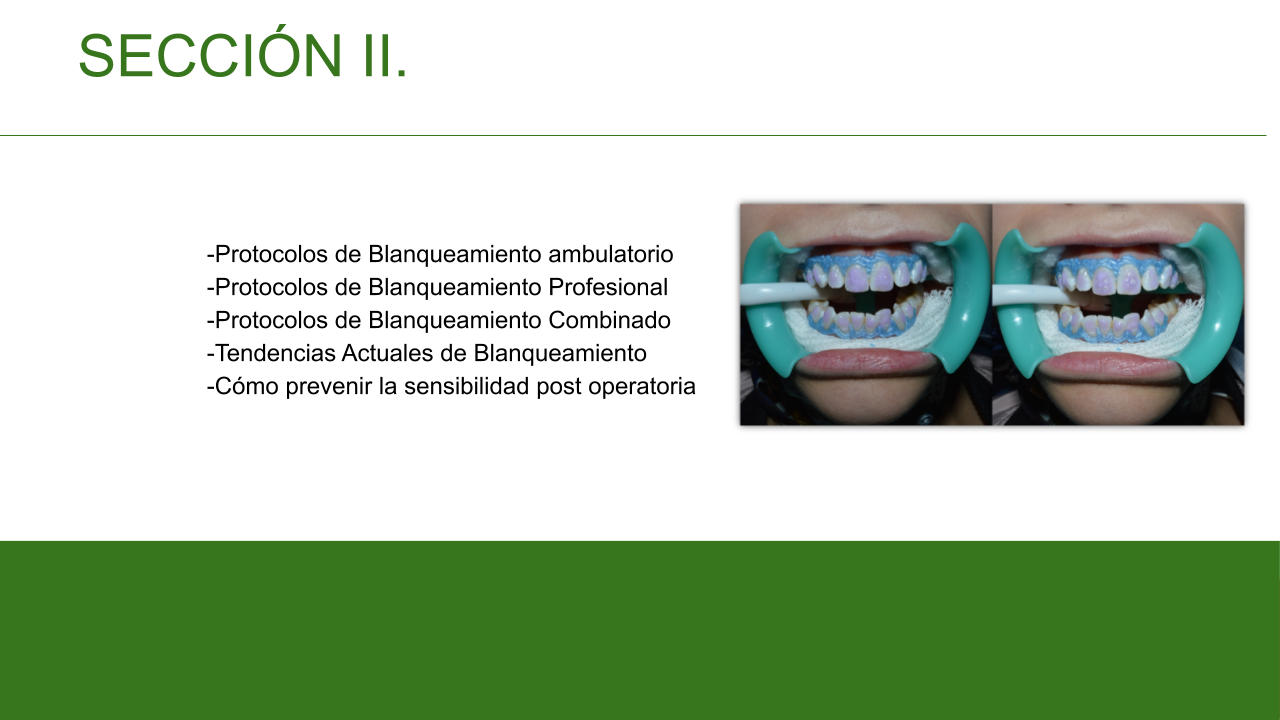 SECCIÓN II.
-Protocolos de Blanqueamiento ambulatorio
-Protocolos de Blanqueamiento Profesional
-Protocolos de Blanqueamiento Combinado
-Tendencias Actuales de Blanqueamiento
-Cómo prevenir la sensibilidad post operatoria